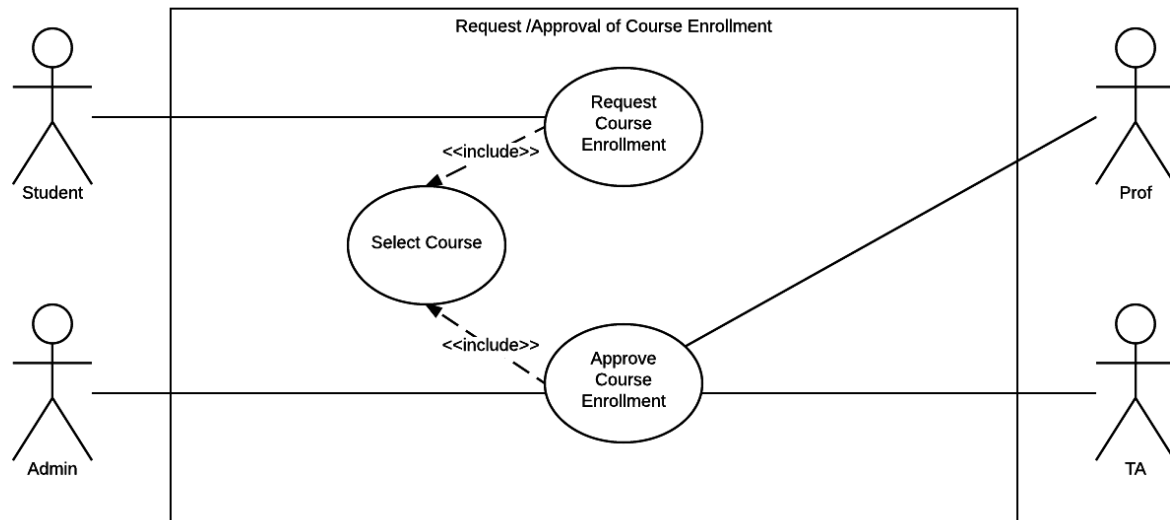 Request /Approval of Course Enrollment
Request
Course
Enrollment
<<include>>
Student
Prof
Select Course
<<include>>
Approve
Course
Enrollment
Admin
TA